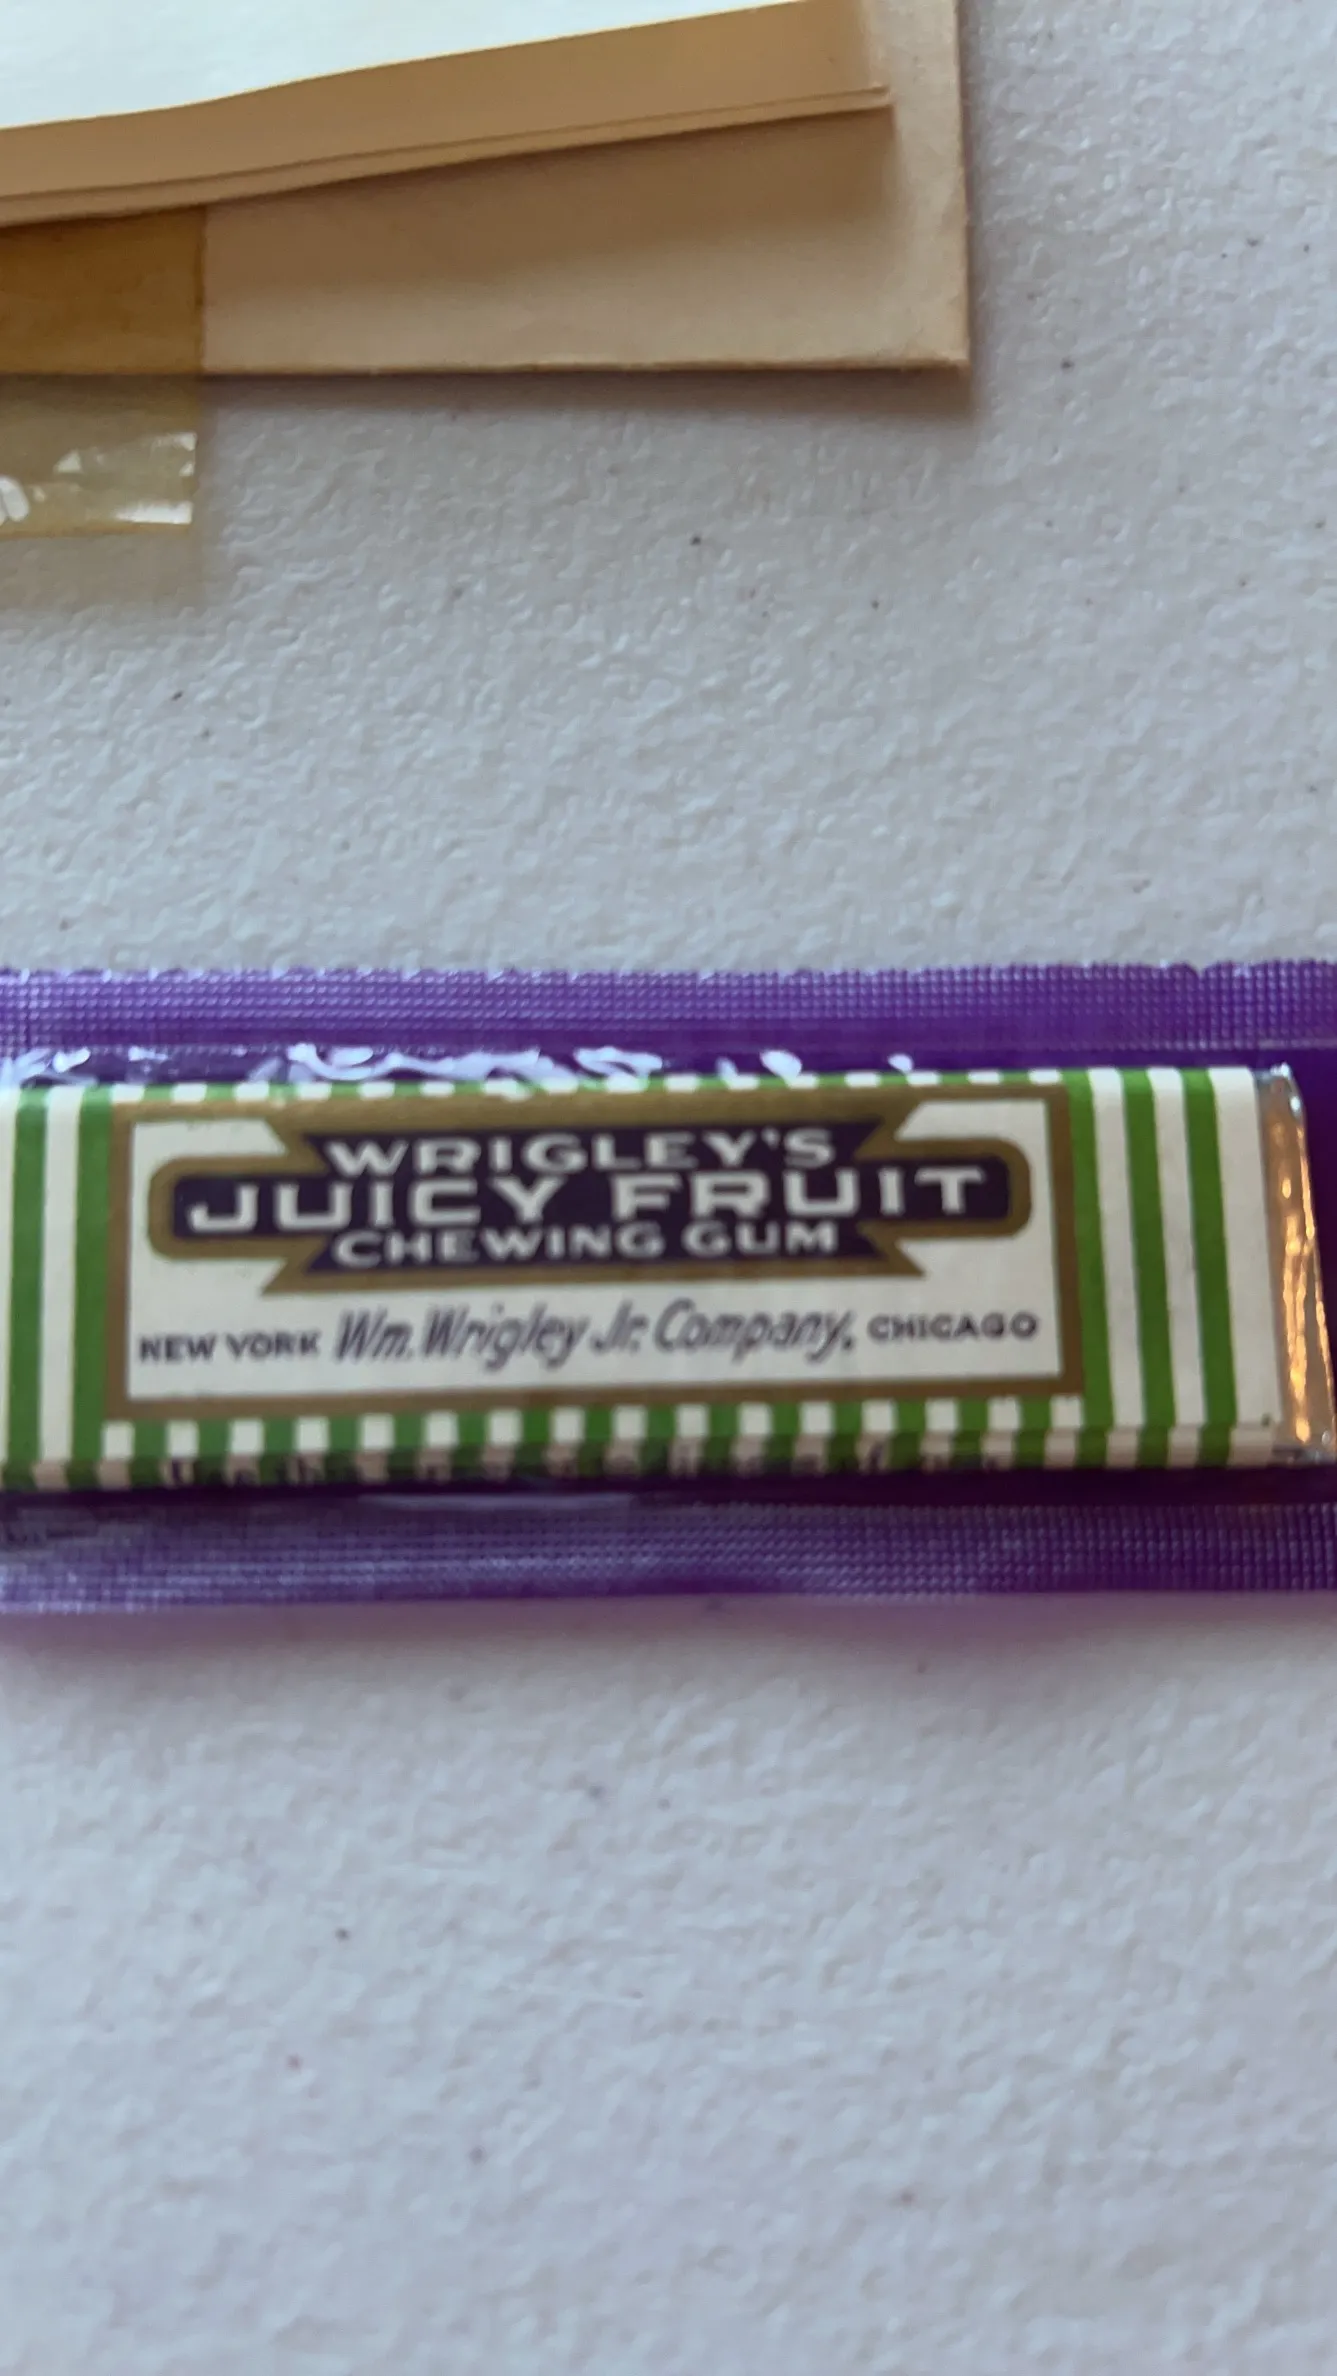 WRIGLEY'S
JUICY FRUIT
CHEWING GUM
NEW YORK Wm. Wrigley Jr. Company, CHICAGO